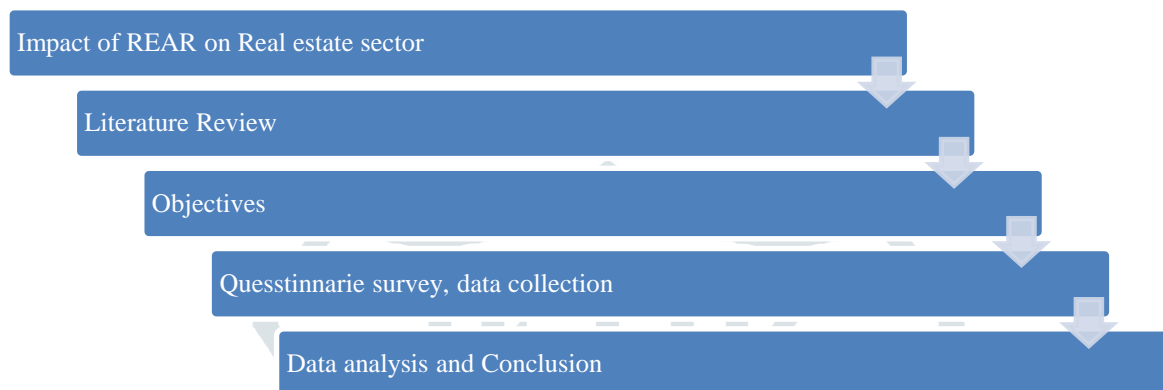 Impact of REAR on Real estate sector
Literature Review
Objectives
Quesstinnarie survey, data collection
Data analysis and Conclusion